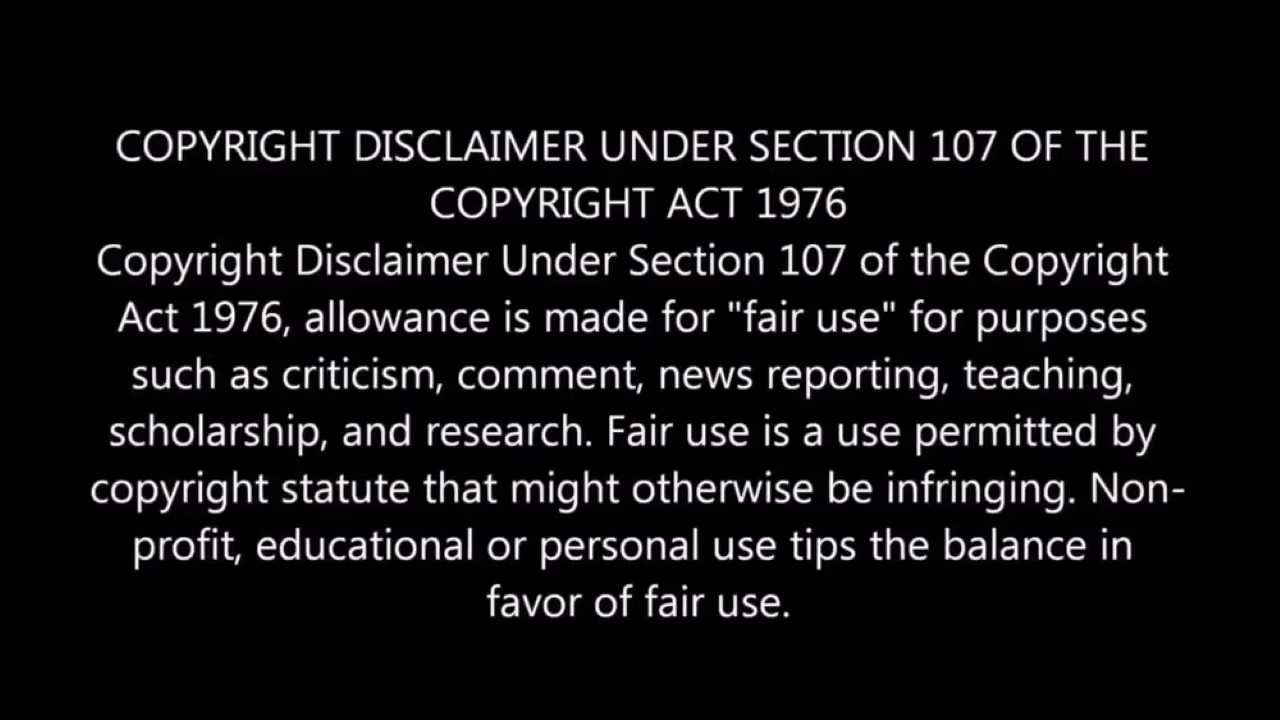 COPYRIGHT DISCLAIMER UNDER SECTION 107 OF THE
COPYRIGHT ACT 1976
Copyright Disclaimer Under Section 107 of the Copyright
Act 1976, allowance is made for "fair use" for purposes
such as criticism, comment, news reporting, teaching,
scholarship, and research. Fair use is a use permitted by
copyright statute that might otherwise be infringing. Non-
profit, educational or personal use tips the balance in
favor of fair use.